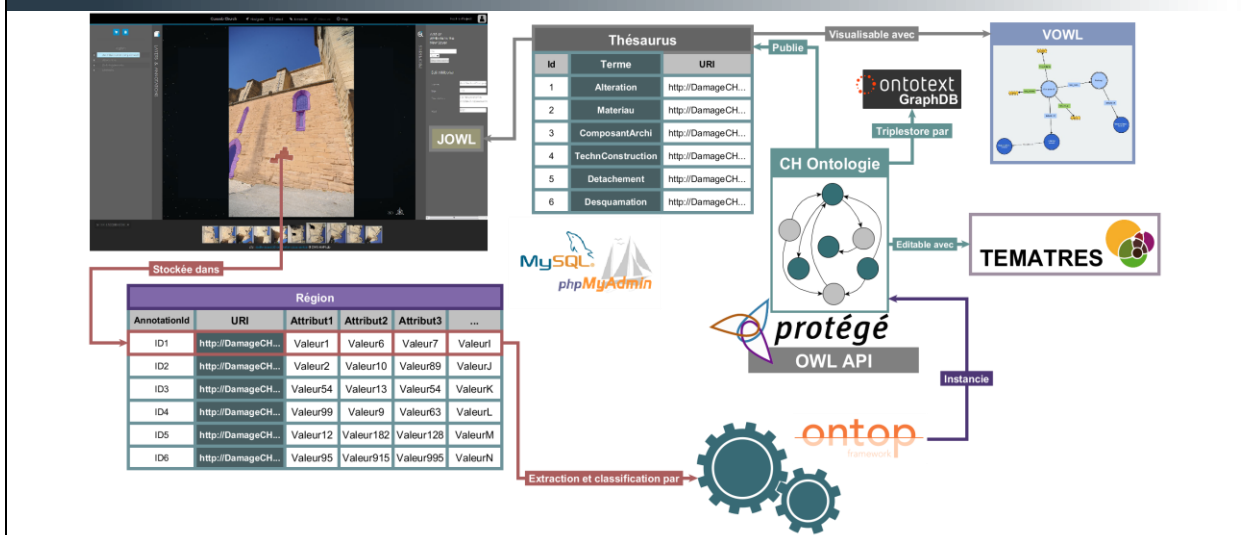 JOWL
Thésaurus
Id Terme URI
1 Alteration http://DamageCH...
2 Materiau http://DamageCH...
3 ComposantArchi http://DamageCH...
4 TechnConstruction http://DamageCH...
5 Detachement http://DamageCH...
6 Desquamation http://DamageCH...
Visualisable avec
Publie
VOWL
ontotext
GraphDB
Triplestore par
CH Ontologie
Editable avec
TEMATRES
MySQL
phpMyAdmin
protégé
OWL API
Instancie
Stockée dans
Région
AnnotationId URI Attribut1 Attribut2 Attribut3 ...
ID1 http://DamageCH... Valeur1 Valeur6 Valeur7 ValeurI
ID2 http://DamageCH... Valeur2 Valeur10 Valeur89 ValeurJ
ID3 http://DamageCH... Valeur54 Valeur13 Valeur54 ValeurK
ID4 http://DamageCH... Valeur99 Valeur9 Valeur63 ValeurL
ID5 http://DamageCH... Valeur12 Valeur182 Valeur128 ValeurM
ID6 http://DamageCH... Valeur95 Valeur915 Valeur995 ValeurN
Extraction et classification par
ontop
framework